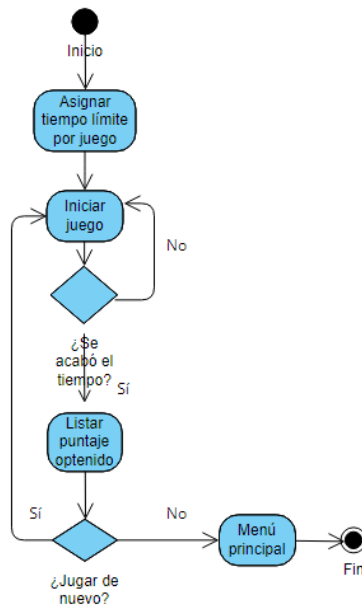 Inicio
Asignar
tiempo límite
por juego
Iniciar
juego
No
¿Se
acabó el
tiempo?
Sí
Listar
puntaje
optenido
Sí
No
Menú
principal
¿Jugar de
nuevo?
Fin